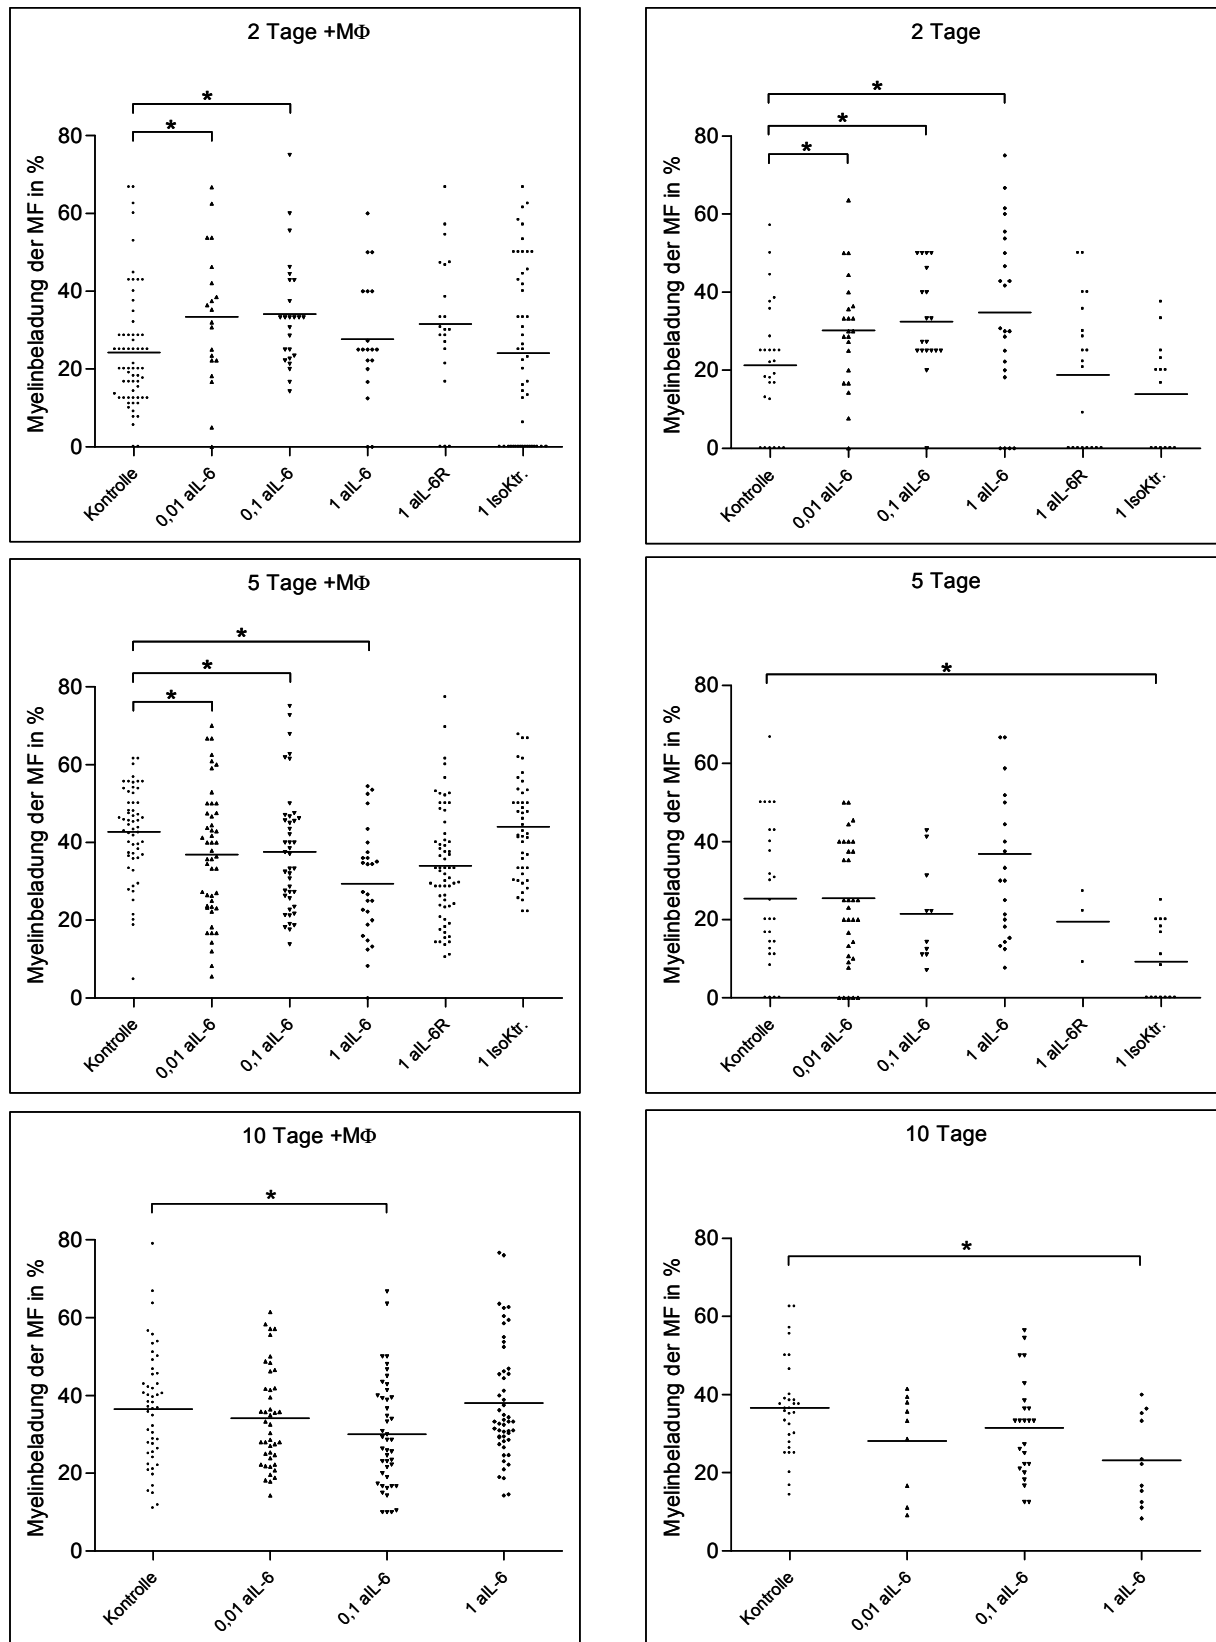 2 Tage +MΦ
*
*
Myelinbeladung der MF in %
80
60
40
20
0
Kontrolle
0,01 aIL-6
0,1 aIL-6
1 aIL-6
1 aIL-6R
1 IsoKtr.
2 Tage
*
*
*
Myelinbeladung der MF in %
80
60
40
20
0
Kontrolle
0,01 aIL-6
0,1 aIL-6
1 aIL-6
1 aIL-6R
1 IsoKtr.
5 Tage +MΦ
*
*
*
Myelinbeladung der MF in %
80
60
40
20
0
Kontrolle
0,01 aIL-6
0,1 aIL-6
1 aIL-6
1 aIL-6R
1 IsoKtr.
5 Tage
*
Myelinbeladung der MF in %
80
60
40
20
0
Kontrolle
0,01 aIL-6
0,1 aIL-6
1 aIL-6
1 aIL-6R
1 IsoKtr.
10 Tage +MΦ
*
Myelinbeladung der MF in %
80
60
40
20
0
Kontrolle
0,01 aIL-6
0,1 aIL-6
1 aIL-6
10 Tage
*
Myelinbeladung der MF in %
80
60
40
20
0
Kontrolle
0,01 aIL-6
0,1 aIL-6
1 aIL-6